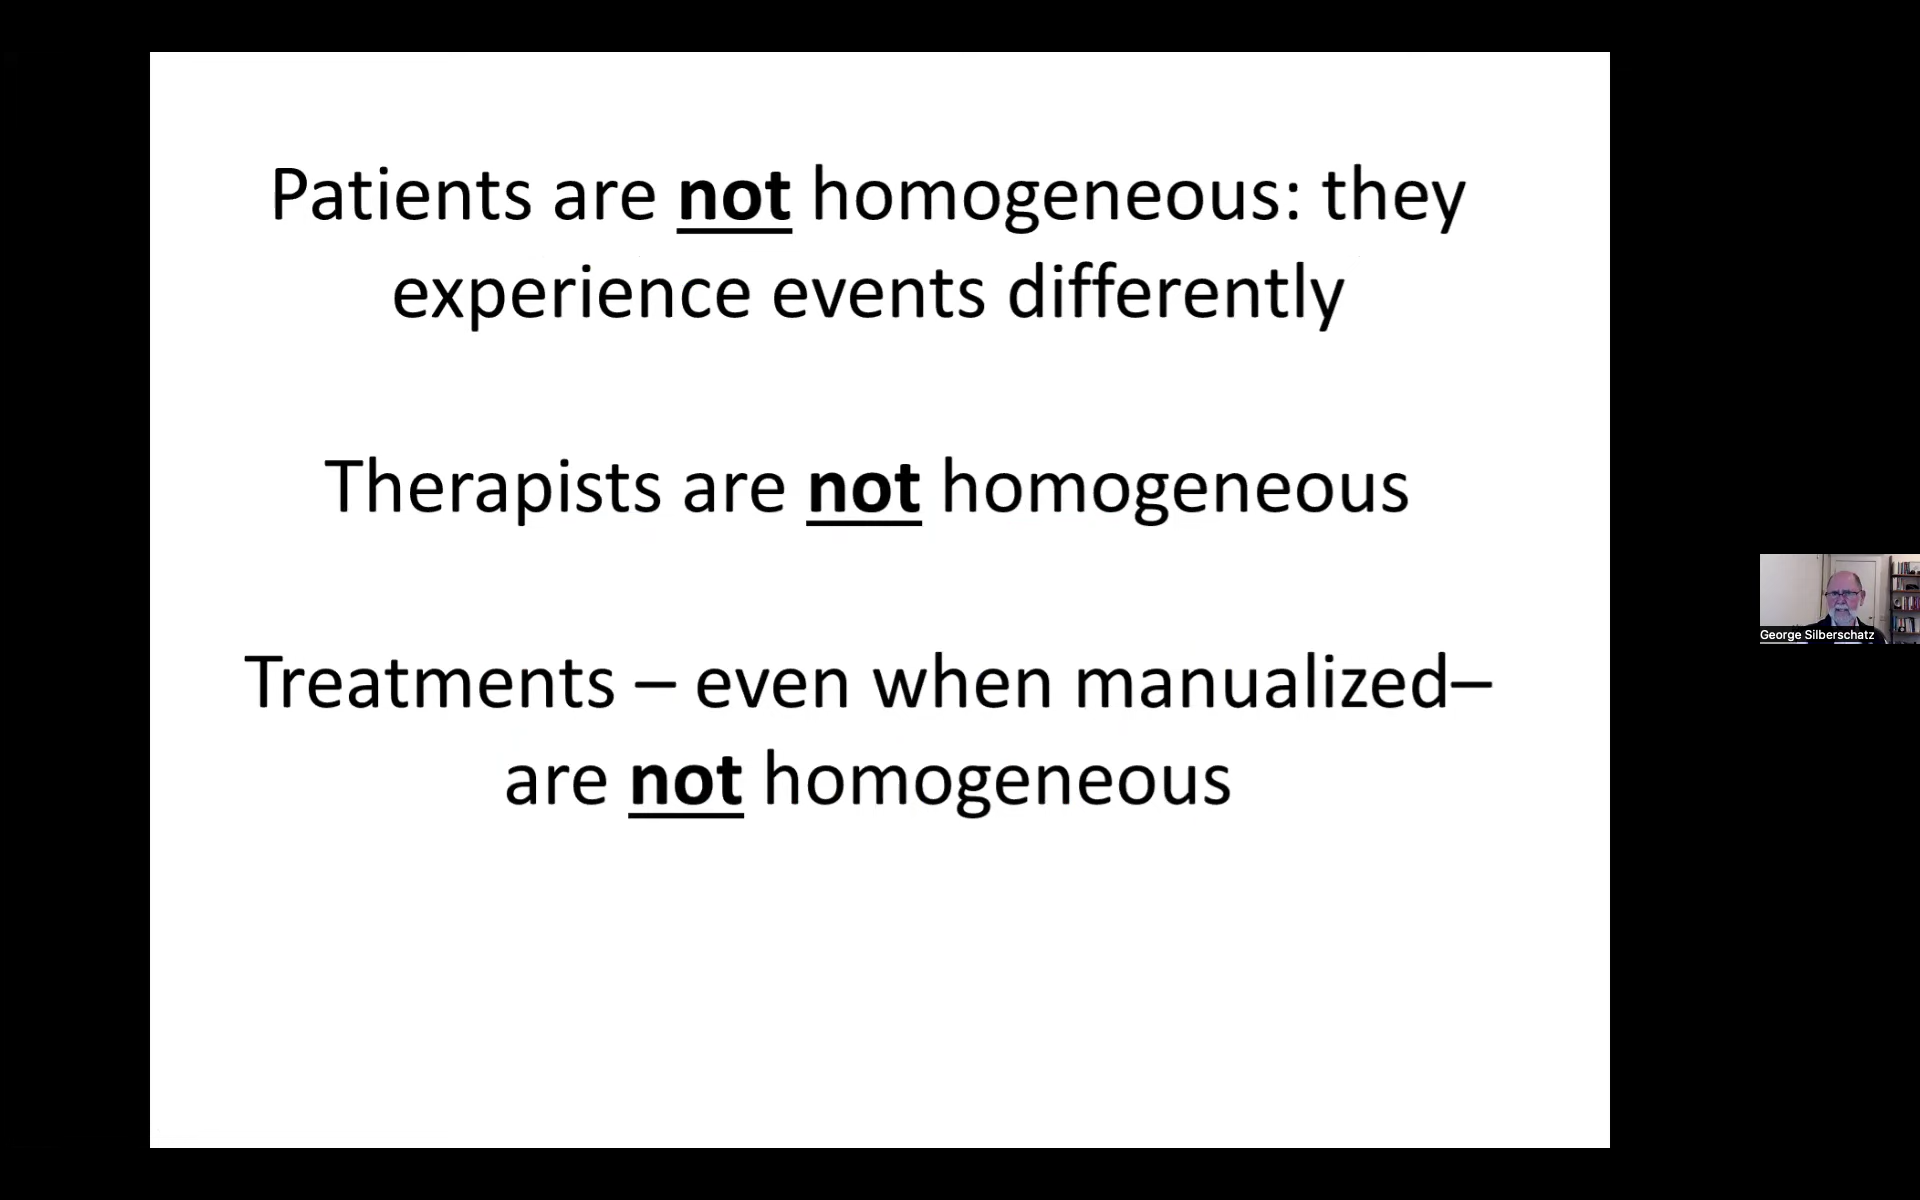 Patients are not homogeneous: they
experience events differently
Therapists are not homogeneous
Treatments – even when manualized–
are not homogeneous
George Silberschatz